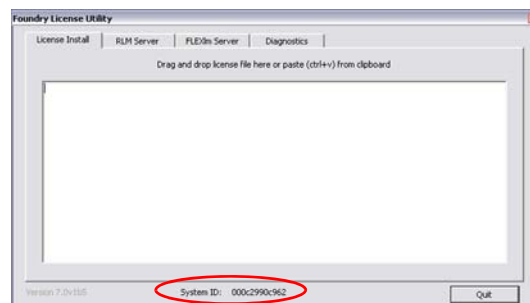 Foundry License Utility
License Install RLM Server FLEXlm Server Diagnostics
Drag and drop license file here or paste (ctrl+v) from clipboard
Version 7.0v1b5 System ID: 000c2990c962 Quit